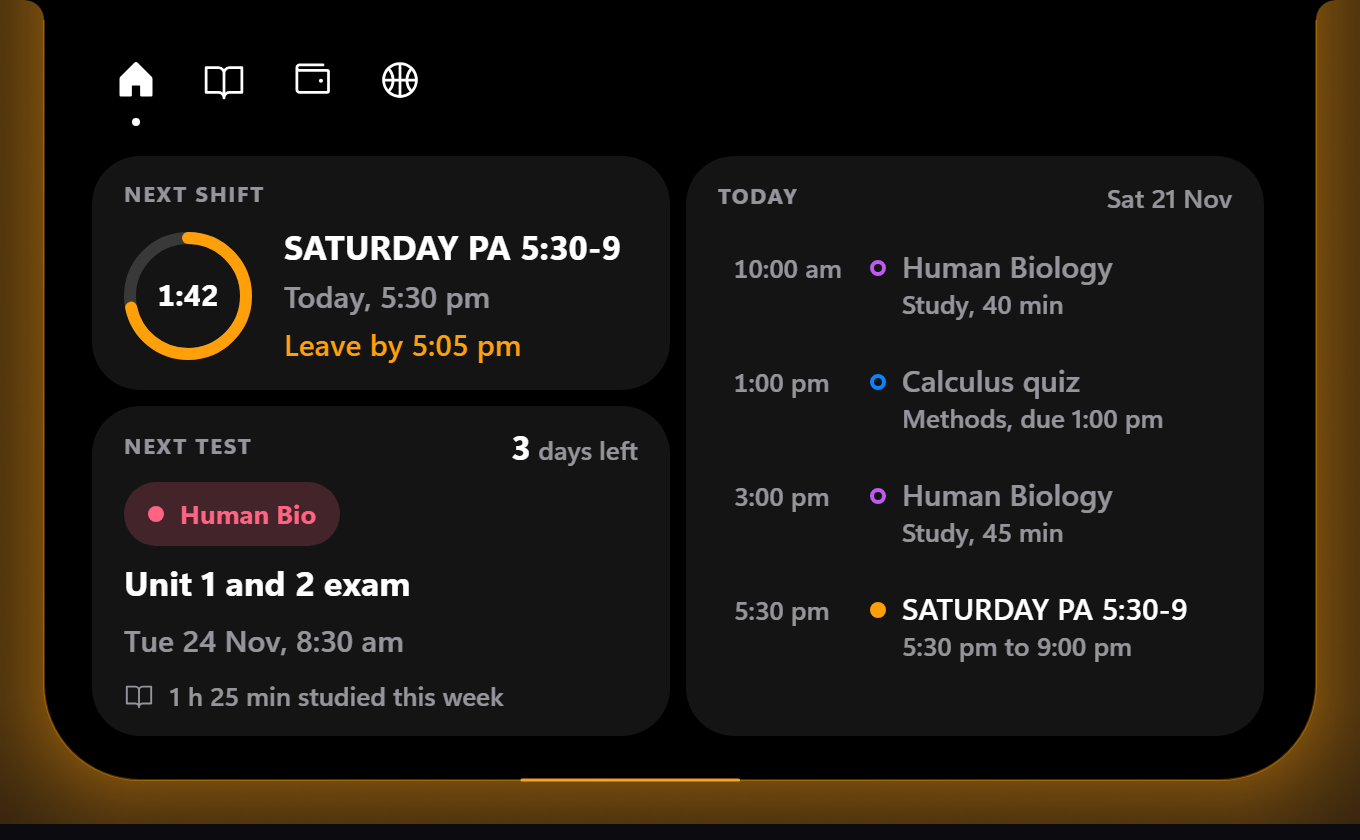 NEXT SHIFT
1:42
SATURDAY PA 5:30-9
Today, 5:30 pm
Leave by 5:05 pm
NEXT TEST
3 days left
Human Bio
Unit 1 and 2 exam
Tue 24 Nov, 8:30 am
1 h 25 min studied this week
TODAY
Sat 21 Nov
10:00 am
Human Biology
Study, 40 min
1:00 pm
Calculus quiz
Methods, due 1:00 pm
3:00 pm
Human Biology
Study, 45 min
5:30 pm
SATURDAY PA 5:30-9
5:30 pm to 9:00 pm